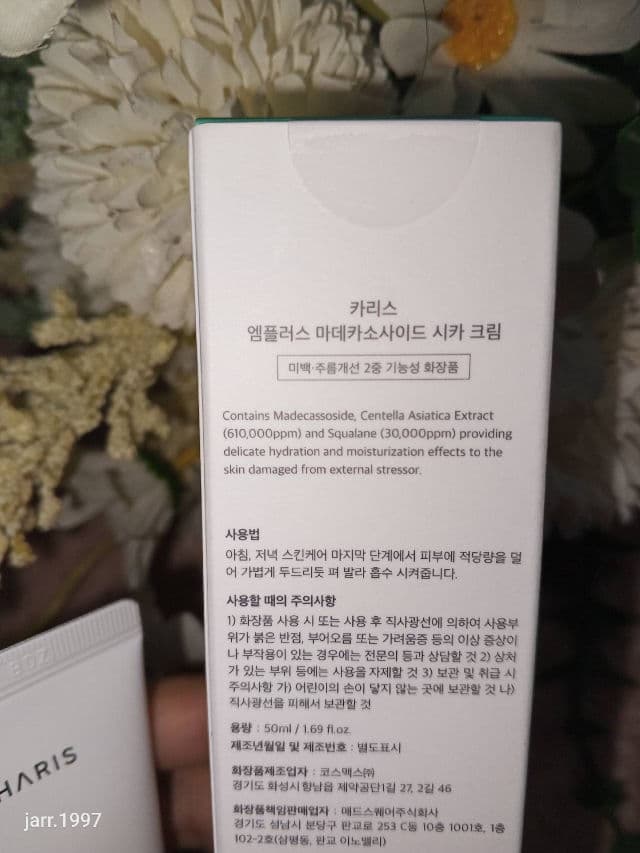 카리스
엠플러스 마데카소사이드 시카 크림
미백·주름개선 2중 기능성 화장품
Contains Madecassoside, Centella Asiatica Extract
(610,000ppm) and Squalane (30,000ppm) providing
delicate hydration and moisturization effects to the
skin damaged from external stressor.
사용법
아침, 저녁 스킨케어 마지막 단계에서 피부에 적당량을 덜
어 가볍게 두드리듯 펴 발라 흡수 시켜줍니다.
사용할 때의 주의사항
1) 화장품 사용 시 또는 사용 후 직사광선에 의하여 사용부
위가 붉은 반점, 부어오름 또는 가려움증 등의 이상 증상이
나 부작용이 있는 경우에는 전문의 등과 상담할 것 2) 상처
가 있는 부위 등에는 사용을 자제할 것 3) 보관 및 취급 시
주의사항 가) 어린이의 손이 닿지 않는 곳에 보관할 것 나)
직사광선을 피해서 보관할 것
용량 : 50ml / 1.69 fl.oz.
제조년월일 및 제조번호 : 별도표시
화장품제조업자 : 코스맥스㈜
경기도 화성시향남읍 제약공단1길 27, 2길 46
화장품책임판매업자 : 매드스퀘어주식회사
경기도 성남시 분당구 판교로 253 C동 10층 1001호, 1층
102-2호(삼평동, 판교 이노밸리)
HARIS
jarr.1997